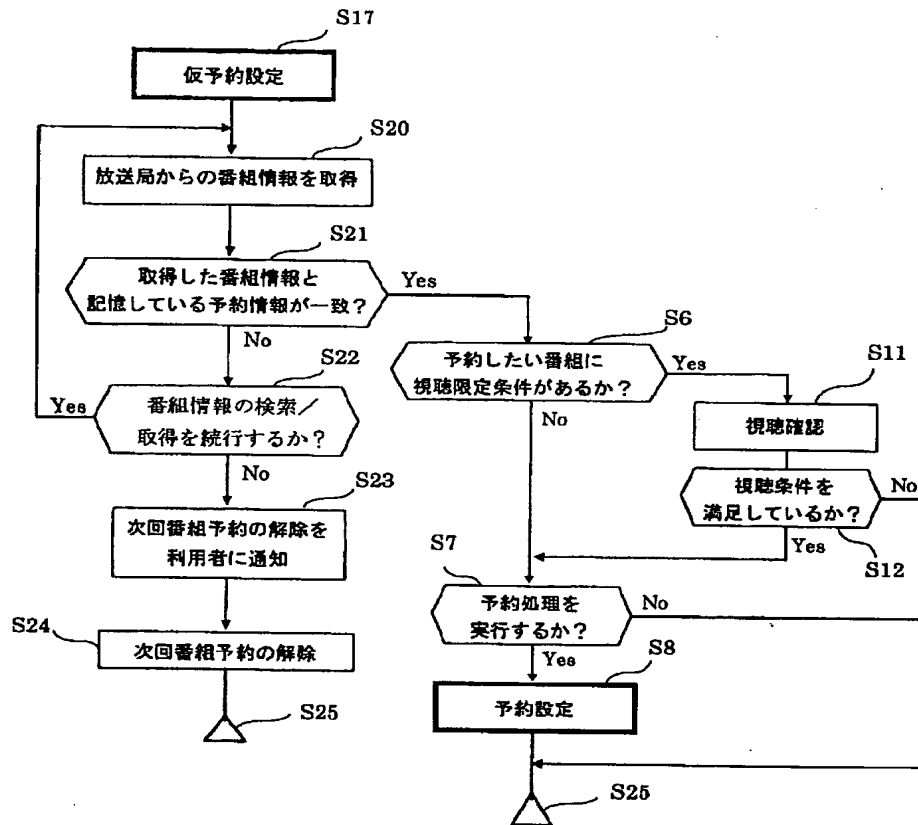 S17
仮予約設定
S20
放送局からの番組情報を取得
S21
取得した番組情報と
記憶している予約情報が一致?
Yes
No
S22
番組情報の検索/
取得を続行するか?
Yes
No
S23
次回番組予約の解除を
利用者に通知
S24
次回番組予約の解除
S25
S6
予約したい番組に
視聴限定条件があるか?
Yes
No
S11
視聴確認
視聴条件を
満足しているか?
No
Yes
S12
S7
予約処理を
実行するか?
No
Yes
S8
予約設定
S25